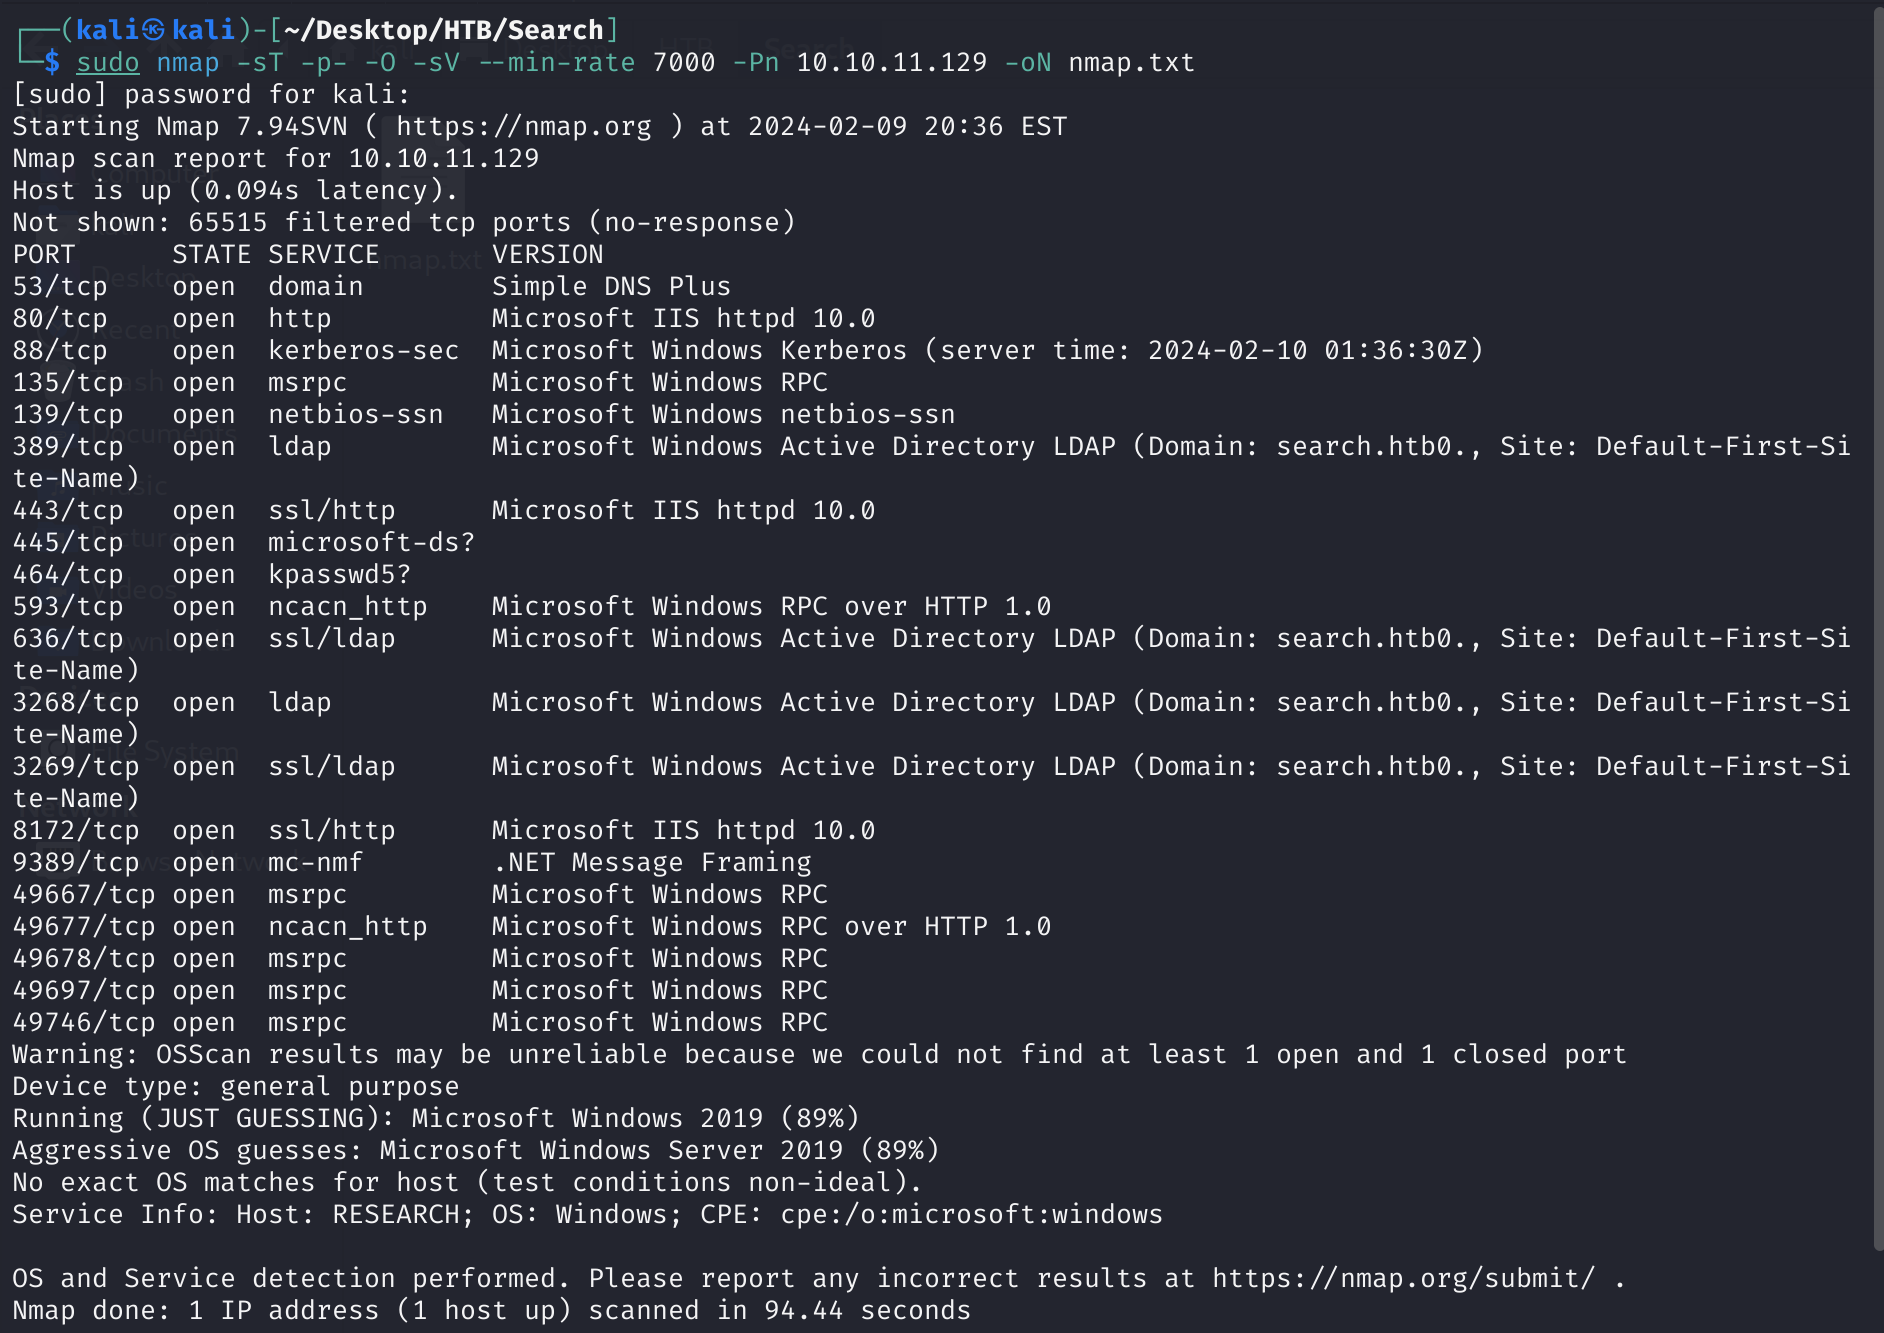 ┌──(kali㉿kali)-[~/Desktop/HTB/Search]
└─$ sudo nmap -sT -p- -O -sV --min-rate 7000 -Pn 10.10.11.129 -oN nmap.txt
[sudo] password for kali:
Starting Nmap 7.94SVN ( https://nmap.org ) at 2024-02-09 20:36 EST
Nmap scan report for 10.10.11.129
Host is up (0.094s latency).
Not shown: 65515 filtered tcp ports (no-response)
PORT      STATE SERVICE       VERSION
53/tcp    open  domain        Simple DNS Plus
80/tcp    open  http          Microsoft IIS httpd 10.0
88/tcp    open  kerberos-sec  Microsoft Windows Kerberos (server time: 2024-02-10 01:36:30Z)
135/tcp   open  msrpc         Microsoft Windows RPC
139/tcp   open  netbios-ssn   Microsoft Windows netbios-ssn
389/tcp   open  ldap          Microsoft Windows Active Directory LDAP (Domain: search.htb0., Site: Default-First-Si
te-Name)
443/tcp   open  ssl/http      Microsoft IIS httpd 10.0
445/tcp   open  microsoft-ds?
464/tcp   open  kpasswd5?
593/tcp   open  ncacn_http    Microsoft Windows RPC over HTTP 1.0
636/tcp   open  ssl/ldap      Microsoft Windows Active Directory LDAP (Domain: search.htb0., Site: Default-First-Si
te-Name)
3268/tcp  open  ldap          Microsoft Windows Active Directory LDAP (Domain: search.htb0., Site: Default-First-Si
te-Name)
3269/tcp  open  ssl/ldap      Microsoft Windows Active Directory LDAP (Domain: search.htb0., Site: Default-First-Si
te-Name)
8172/tcp  open  ssl/http      Microsoft IIS httpd 10.0
9389/tcp  open  mc-nmf        .NET Message Framing
49667/tcp open  msrpc         Microsoft Windows RPC
49677/tcp open  ncacn_http    Microsoft Windows RPC over HTTP 1.0
49678/tcp open  msrpc         Microsoft Windows RPC
49697/tcp open  msrpc         Microsoft Windows RPC
49746/tcp open  msrpc         Microsoft Windows RPC
Warning: OSScan results may be unreliable because we could not find at least 1 open and 1 closed port
Device type: general purpose
Running (JUST GUESSING): Microsoft Windows 2019 (89%)
Aggressive OS guesses: Microsoft Windows Server 2019 (89%)
No exact OS matches for host (test conditions non-ideal).
Service Info: Host: RESEARCH; OS: Windows; CPE: cpe:/o:microsoft:windows

OS and Service detection performed. Please report any incorrect results at https://nmap.org/submit/ .
Nmap done: 1 IP address (1 host up) scanned in 94.44 seconds